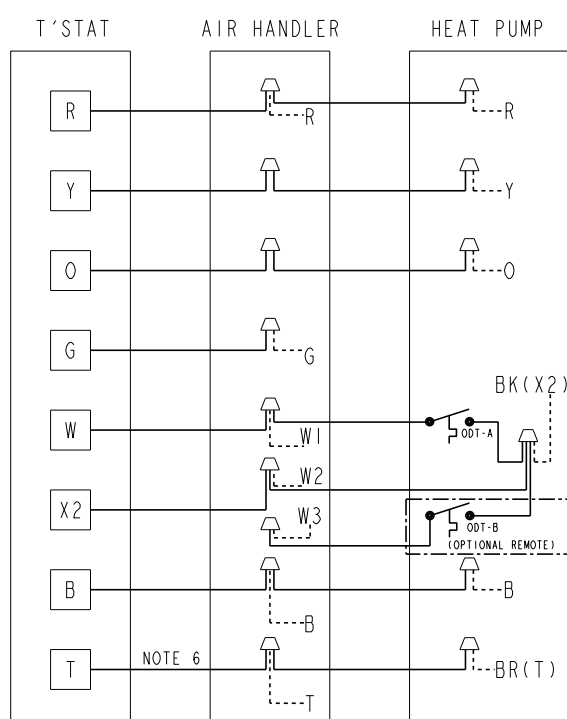 T'STAT AIR HANDLER HEAT PUMP
R R R
Y Y
O O
G G
BK(X2)
W W1 ODT-A
X2 W2
W3 ODT-B
(OPTIONAL REMOTE)
B B B
T NOTE 6 T BR(T)